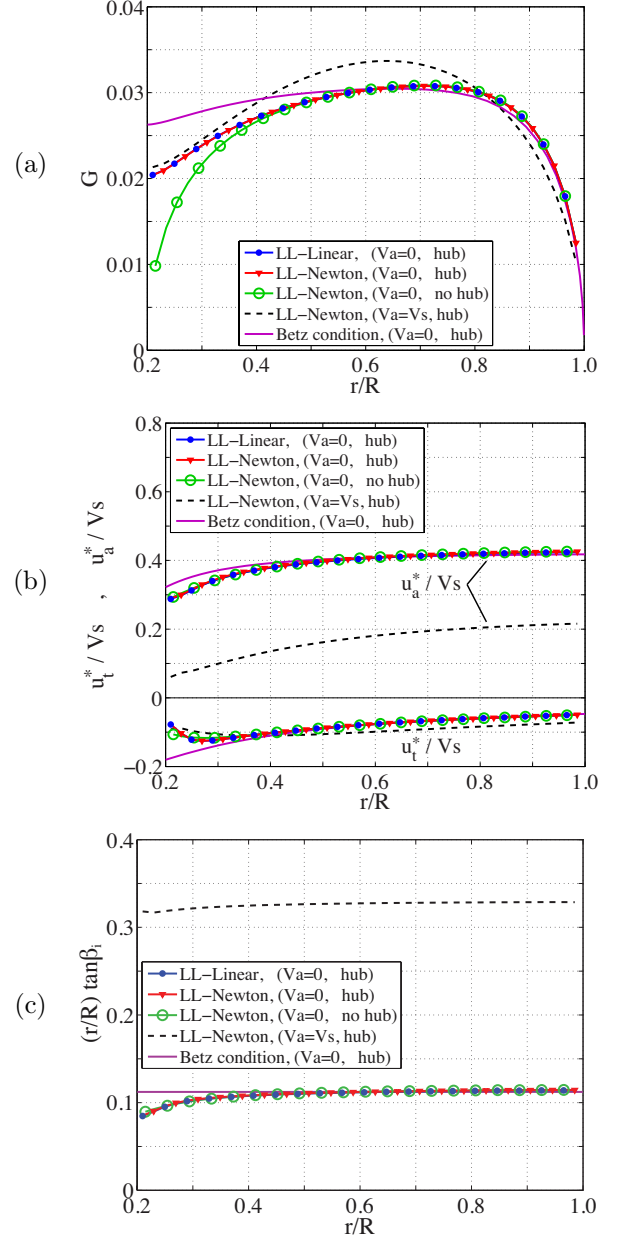 (a)
G
0.04
0.03
0.02
0.01
0
LL−Linear, (Va=0, hub)
LL−Newton, (Va=0, hub)
LL−Newton, (Va=0, no hub)
LL−Newton, (Va=Vs, hub)
Betz condition, (Va=0, hub)
0.2 0.4 0.6 0.8 1.0
r/R
(b)
u_t^* / Vs , u_a^* / Vs
0.8
0.6
0.4
0.2
0
−0.2
LL−Linear, (Va=0, hub)
LL−Newton, (Va=0, hub)
LL−Newton, (Va=0, no hub)
LL−Newton, (Va=Vs, hub)
Betz condition, (Va=0, hub)
u_a^* / Vs
u_t^* / Vs
0.2 0.4 0.6 0.8 1.0
r/R
(c)
(r/R) tanβ_i
0.4
0.3
0.2
0.1
0
LL−Linear, (Va=0, hub)
LL−Newton, (Va=0, hub)
LL−Newton, (Va=0, no hub)
LL−Newton, (Va=Vs, hub)
Betz condition, (Va=0, hub)
0.2 0.4 0.6 0.8 1.0
r/R